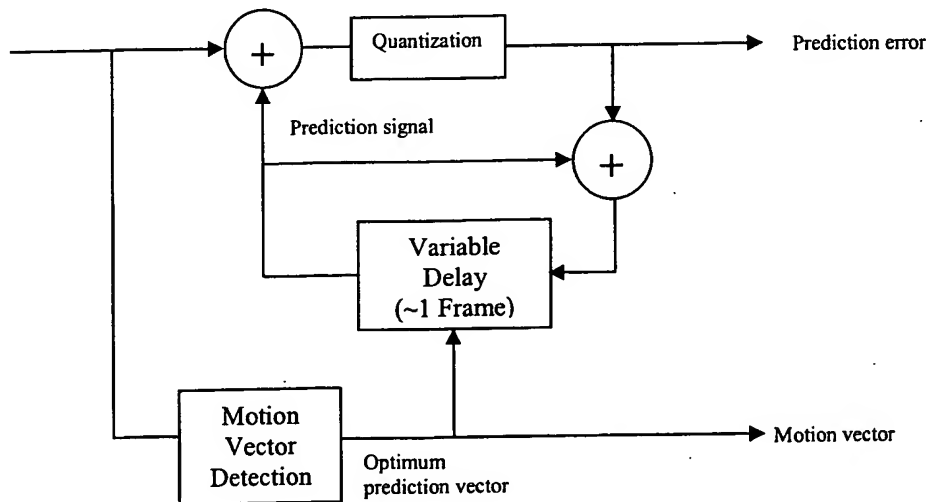 +
Quantization
Prediction error
Prediction signal
+
Variable
Delay
(~1 Frame)
Motion
Vector
Detection
Optimum
prediction vector
Motion vector